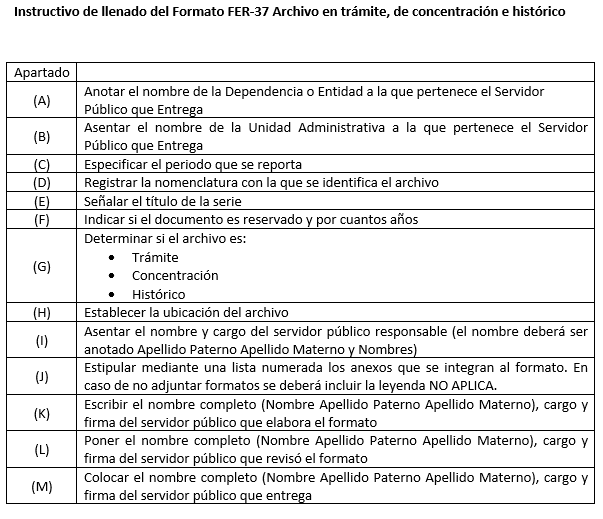 Instructivo de llenado del Formato FER-37 Archivo en trámite, de concentración e histórico
Apartado
(A) Anotar el nombre de la Dependencia o Entidad a la que pertenece el Servidor
Público que Entrega
(B) Asentar el nombre de la Unidad Administrativa a la que pertenece el Servidor
Público que Entrega
(C) Especificar el periodo que se reporta
(D) Registrar la nomenclatura con la que se identifica el archivo
(E) Señalar el título de la serie
(F) Indicar si el documento es reservado y por cuantos años
(G) Determinar si el archivo es:
• Trámite
• Concentración
• Histórico
(H) Establecer la ubicación del archivo
(I) Asentar el nombre y cargo del servidor público responsable (el nombre deberá ser
anotado Apellido Paterno Apellido Materno y Nombres)
(J) Estipular mediante una lista numerada los anexos que se integran al formato. En
caso de no adjuntar formatos se deberá incluir la leyenda NO APLICA.
(K) Escribir el nombre completo (Nombre Apellido Paterno Apellido Materno), cargo y
firma del servidor público que elabora el formato
(L) Poner el nombre completo (Nombre Apellido Paterno Apellido Materno), cargo y
firma del servidor público que revisó el formato
(M) Colocar el nombre completo (Nombre Apellido Paterno Apellido Materno), cargo y
firma del servidor público que entrega